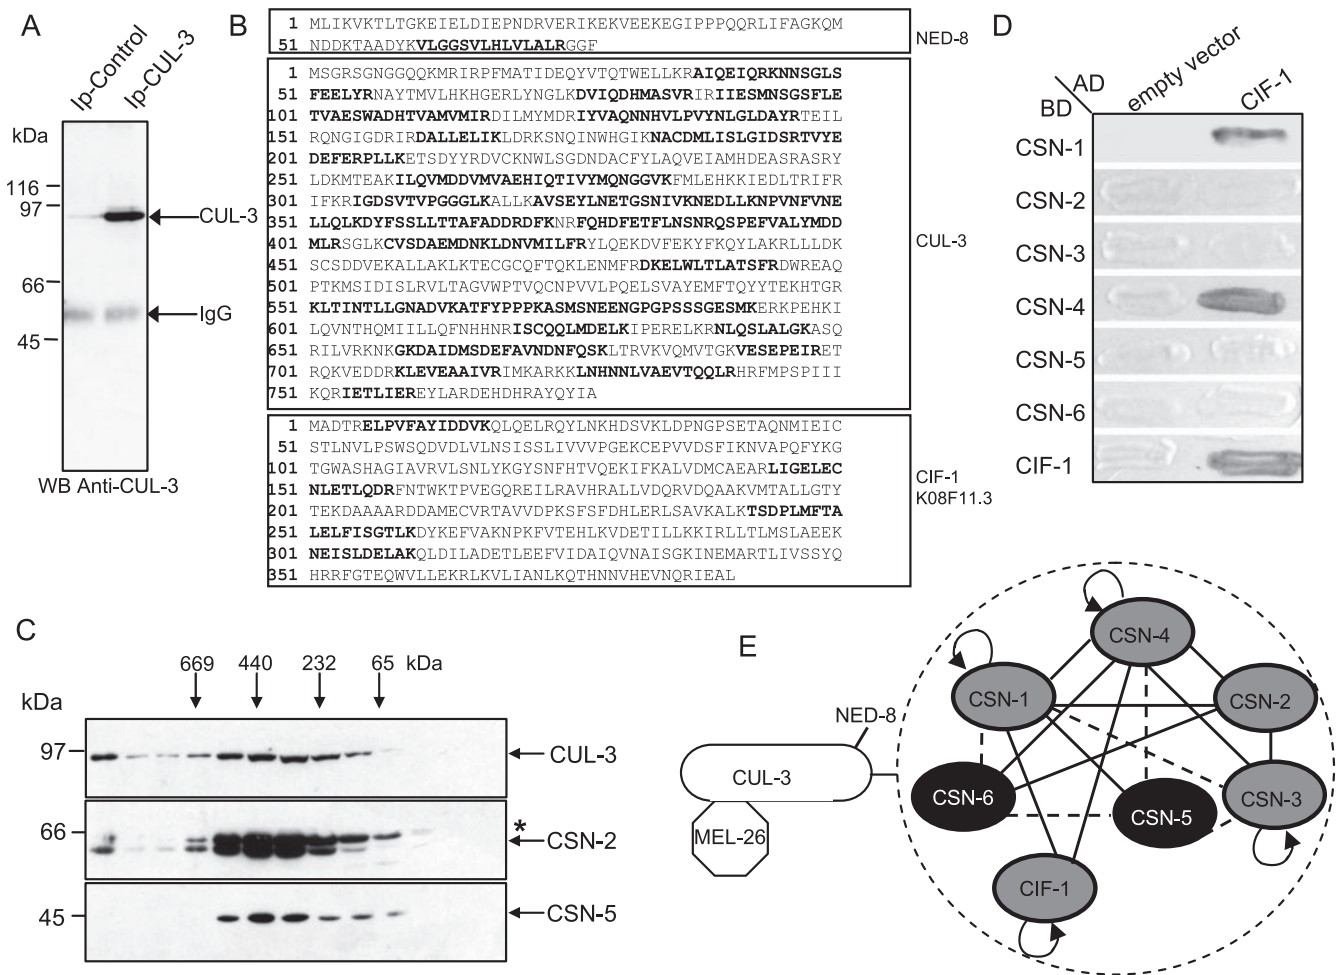 A
Ip-Control
Ip-CUL-3
kDa
116
97
66
45
CUL-3
IgG
WB Anti-CUL-3
B
1 MLIKVKTLTGKEIELDIEPNDRVERIKEKVEEKEGIPPPQQRLIFAGKQM
51 NDDKTAADYKVLGGSVLHLVLALRGGF
NED-8
1 MSGRSGNGGQQKMRIRPFMATIDEQYVTQTWELLKRAIQEIQRKNNSGLS
51 FEELYRNAYTMVLHKHGERLYNGLKDVIQDHMASVRIRIIESMNSGSFLE
101 TVAESWADHTVAMVMIRDILMYMDRIYVAQNNHVLPVYNLGLDAYRTEIL
151 RQNGIGDRIRDALLELIKLDRKSNQINWHGIKNACDMLISLGIDSRTVYE
201 DEFERPLLKETSDYYRDVCKNWLSGDNDACFYLAQVEIAMHDEASRASRY
251 LDKMTEAKILQVMDDVMVAEHIQTIVYMQNGGVKFMLEHKKIEDLTRIFR
301 IFKRIGDSVTVPGGGLKALLKAVSEYLNETGSNIVKNEDLLKNPVNFVNE
351 LLQLKDYFSSLLTTAFADDRDFKNRFQHDFETFLNSNRQSPEFVALYMDD
401 MLRSGLKCVSDAEMDNKLDNVMILFRYLQEKDVFEKYFKQYLAKRLLLDK
451 SCSDDVEKALLAKLKTECGCQFTQKLENMFRDKELWLTLATSFRDWREAQ
501 PTKMSIDISLRVLTAGVWPTVQCNPVVLPQELSVAYEMFTQYYTEKHTGR
551 KLTINTLLGNADVKATFYPPPKASMSNEENGPGPSSSGESMKERKPEHKI
601 LQVNTHQMIILLQFNHHNRISCQQLMDELKIPERELKRNLQSLALGKASQ
651 RILVRKNKGKDAIDMSDEFAVNDNFQSKLTRVKVQMVTGKVESEPEIRET
701 RQKVEDDRKLEVEAAIVRIMKARKKLNHNNLVAEVTQQLRHRFMPSPIII
751 KQRIETLIEREYLARDEHDHRAYQYIA
CUL-3
1 MADTRELPVFAYIDDVKQLQELRQYLNKHDSVKLDPNGPSETAQNMIEIC
51 STLNVLPSWSQDVDLVLNSISSLIVVVPGEKCEPVVDSFIKNVAPQFYKG
101 TGWASHAGIAVRVLSNLYKGYSNFHTVQEKIFKALVDMCAEARLIGELEC
151 NLETLQDRFNTWKTPVEGQREILRAVHRALLVDQRVDQAAKVMTALLGTY
201 TEKDAAAARDDAMECVRTAVVDPKSFSFDHLERLSAVKALKTSDPLMFTA
251 LELFISGTLKDYKEFVAKNPKFVTEHLKVDETILLKKIRLLTLMSLAEEK
301 NEISLDELAKQLDILADETLEEFVIDAIQVNAISGKINEMARTLIVSSYQ
351 HRRFGTEQWVLLEKRLKVLIANLKQTHNNVHEVNQRIEAL
CIF-1
K08F11.3
D
AD
BD
empty vector
CIF-1
CSN-1
CSN-2
CSN-3
CSN-4
CSN-5
CSN-6
CIF-1
C
669 440 232 65 kDa
kDa
97
66
45
CUL-3
*
CSN-2
CSN-5
E
CSN-4
CSN-1
CSN-2
NED-8
CUL-3
CSN-6
CSN-5
CSN-3
MEL-26
CIF-1